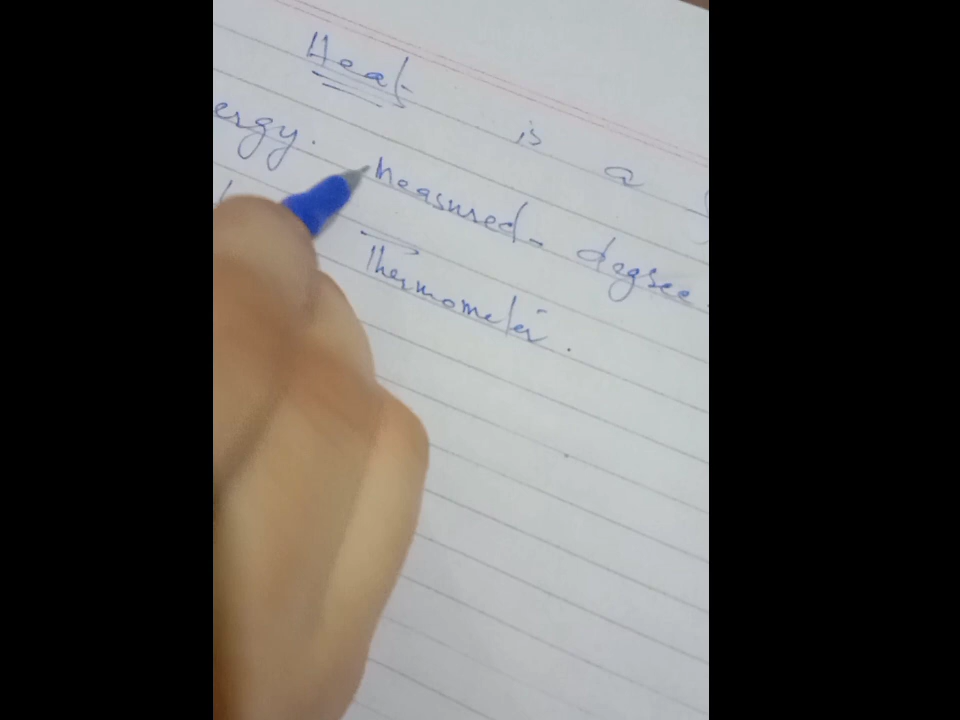 Heat is a
ergy. Measured- degree
Thermometer.